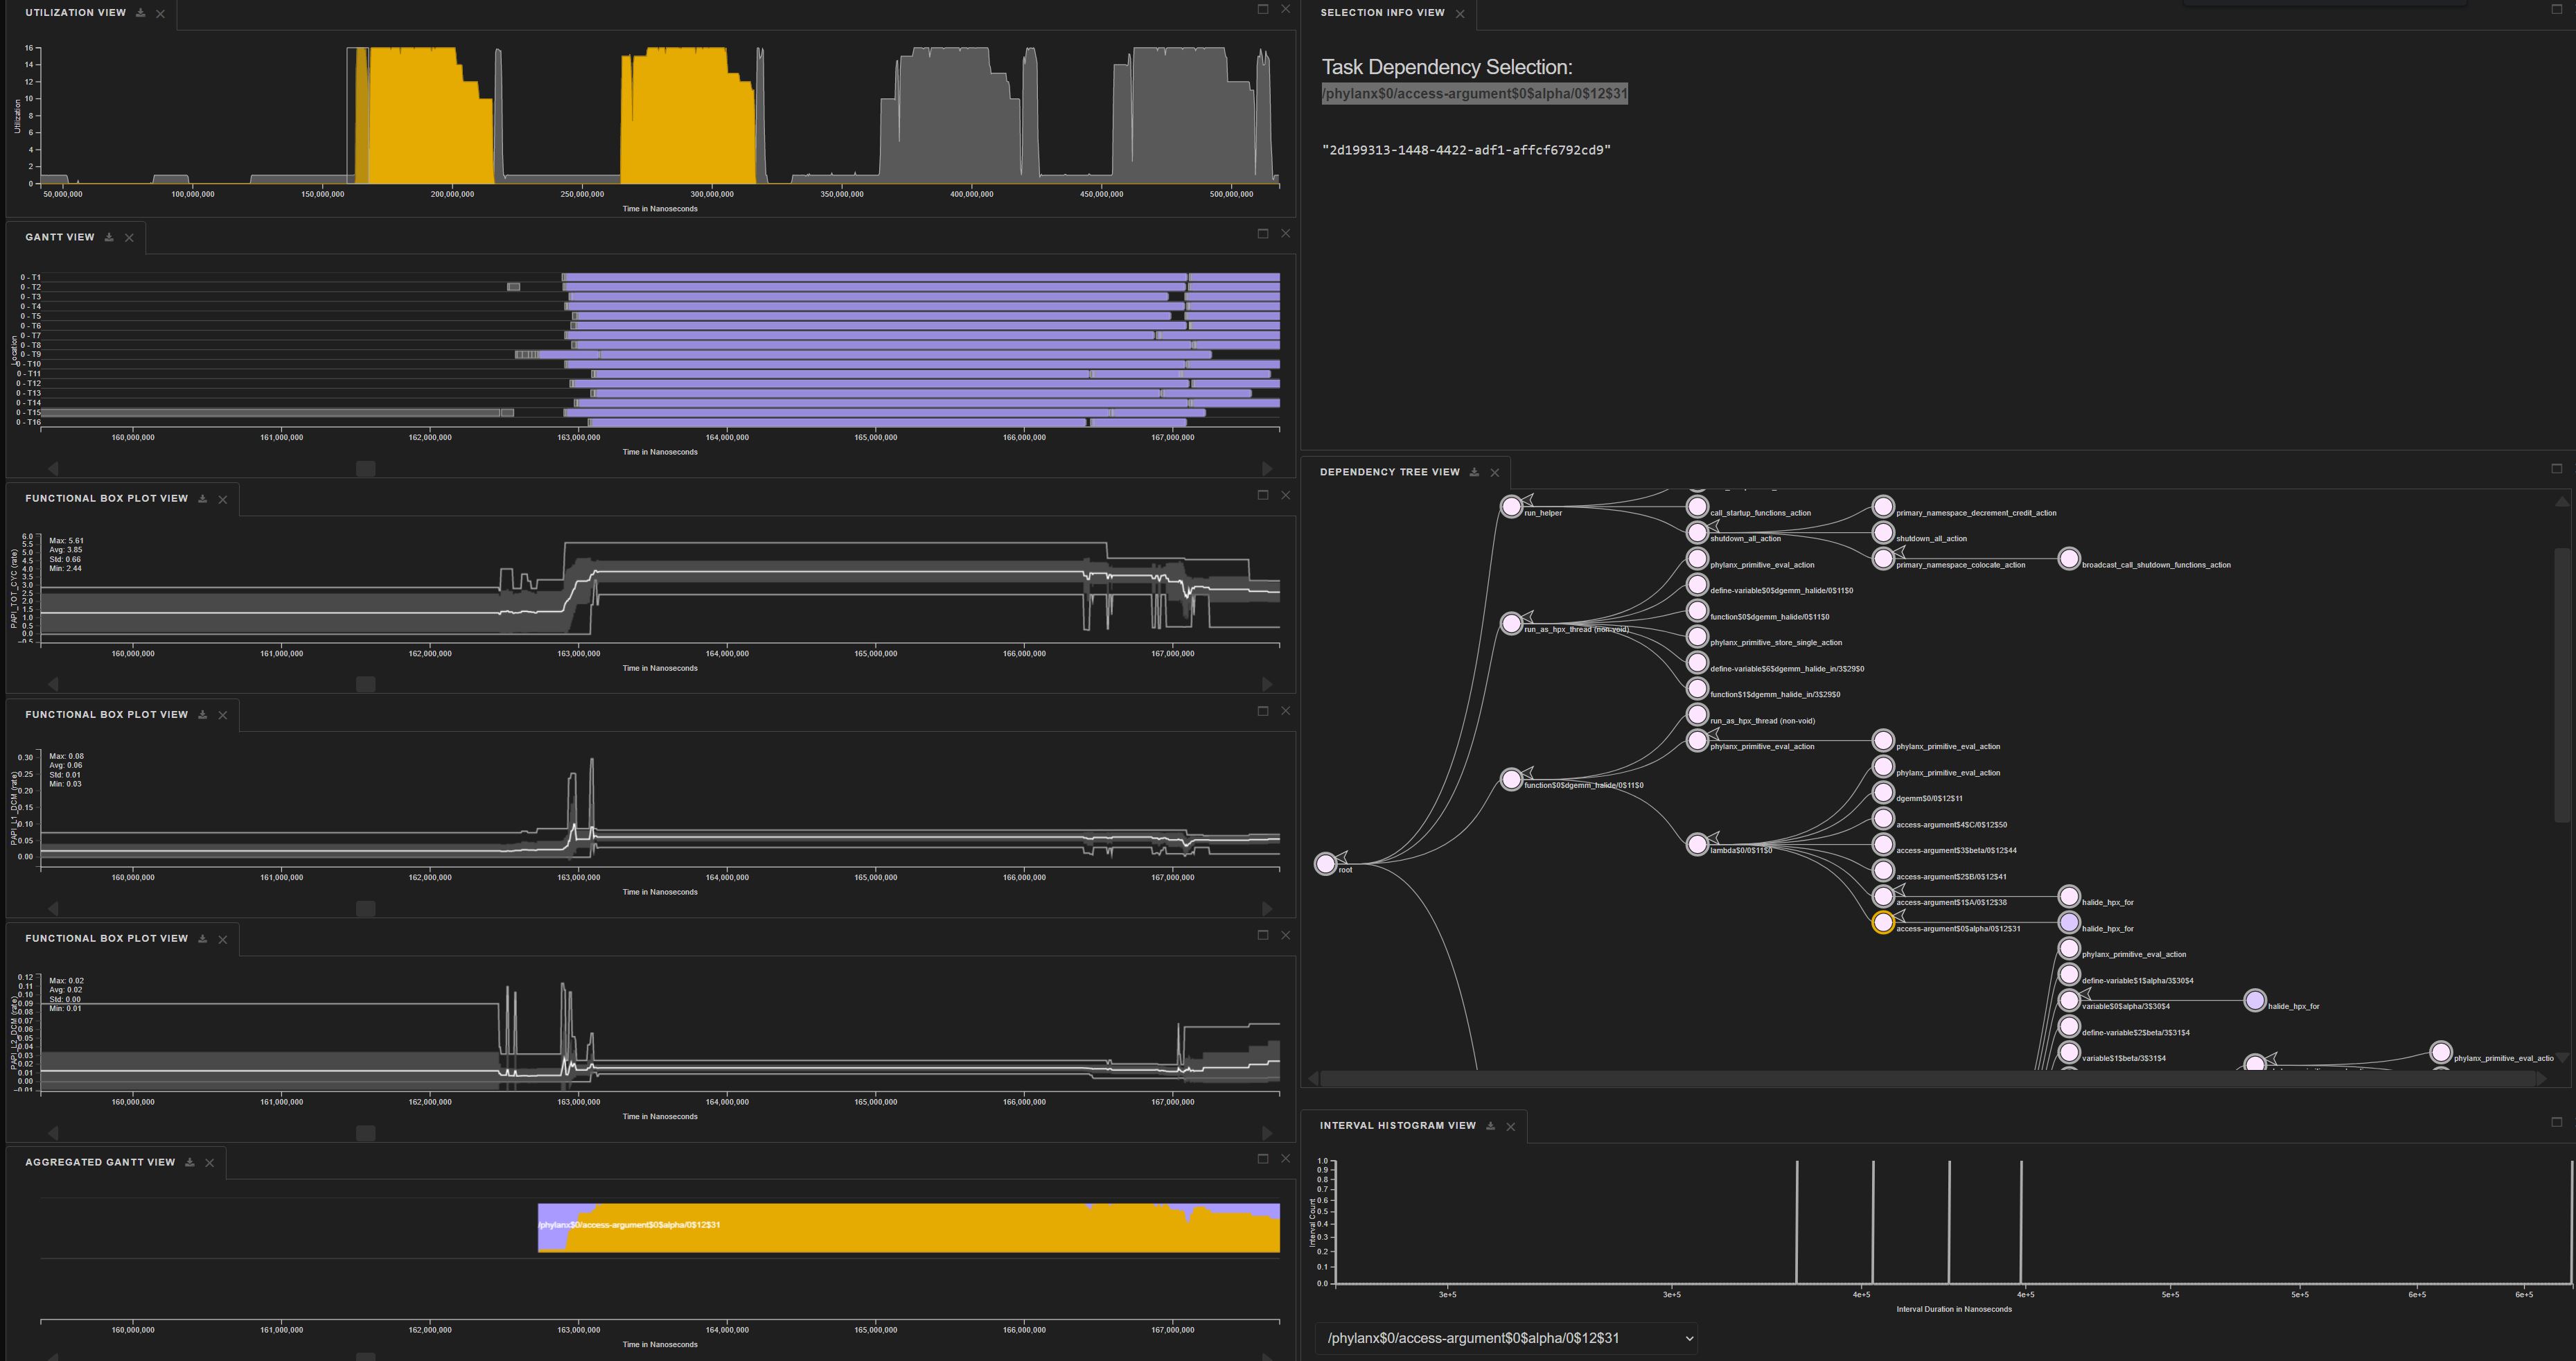 UTILIZATION VIEW
16
14
12
10
8
6
4
2
0
Utilization
50,000,000 100,000,000 150,000,000 200,000,000 250,000,000 300,000,000 350,000,000 400,000,000 450,000,000 500,000,000
Time in Nanoseconds
GANTT VIEW
0 - T1
0 - T2
0 - T3
0 - T4
0 - T5
0 - T6
0 - T7
0 - T8
0 - T9
0 - T10
0 - T11
0 - T12
0 - T13
0 - T14
0 - T15
0 - T16
Location
160,000,000 161,000,000 162,000,000 163,000,000 164,000,000 165,000,000 166,000,000 167,000,000
Time in Nanoseconds
FUNCTIONAL BOX PLOT VIEW
Max: 5.61
Avg: 3.85
Std: 0.66
Min: 2.44
6.0
5.5
5.0
4.5
4.0
3.5
3.0
2.5
2.0
1.5
1.0
0.5
0.0
-0.5
PAPI_TOT_CYC (rate)
160,000,000 161,000,000 162,000,000 163,000,000 164,000,000 165,000,000 166,000,000 167,000,000
Time in Nanoseconds
FUNCTIONAL BOX PLOT VIEW
Max: 0.08
Avg: 0.06
Std: 0.01
Min: 0.03
0.30
0.25
0.20
0.15
0.10
0.05
0.00
PAPI_L1_DCM (rate)
160,000,000 161,000,000 162,000,000 163,000,000 164,000,000 165,000,000 166,000,000 167,000,000
Time in Nanoseconds
FUNCTIONAL BOX PLOT VIEW
Max: 0.02
Avg: 0.02
Std: 0.00
Min: 0.01
0.12
0.11
0.10
0.09
0.08
0.07
0.06
0.05
0.04
0.03
0.02
0.01
0.00
-0.01
PAPI_L2_DCM (rate)
160,000,000 161,000,000 162,000,000 163,000,000 164,000,000 165,000,000 166,000,000 167,000,000
Time in Nanoseconds
AGGREGATED GANTT VIEW
/phylanx$0/access-argument$0$alpha/0$12$31
160,000,000 161,000,000 162,000,000 163,000,000 164,000,000 165,000,000 166,000,000 167,000,000
Time in Nanoseconds
SELECTION INFO VIEW
Task Dependency Selection:
/phylanx$0/access-argument$0$alpha/0$12$31
"2d199313-1448-4422-adf1-affcf6792cd9"
DEPENDENCY TREE VIEW
root
run_helper
run_as_hpx_thread (non-void)
function$0$dgemm_halide/0$11$0
call_startup_functions_action
shutdown_all_action
phylanx_primitive_eval_action
define-variable$0$dgemm_halide/0$11$0
function$0$dgemm_halide/0$11$0
phylanx_primitive_store_single_action
define-variable$6$dgemm_halide_in/3$29$0
function$1$dgemm_halide_in/3$29$0
run_as_hpx_thread (non-void)
phylanx_primitive_eval_action
lambda$0/0$11$0
primary_namespace_decrement_credit_action
shutdown_all_action
primary_namespace_colocate_action
broadcast_call_shutdown_functions_action
phylanx_primitive_eval_action
phylanx_primitive_eval_action
dgemm$0/0$12$11
access-argument$4$C/0$12$50
access-argument$3$beta/0$12$44
access-argument$2$B/0$12$41
access-argument$1$A/0$12$38
access-argument$0$alpha/0$12$31
halide_hpx_for
halide_hpx_for
phylanx_primitive_eval_action
define-variable$1$alpha/3$30$4
variable$0$alpha/3$30$4
halide_hpx_for
define-variable$2$beta/3$31$4
variable$1$beta/3$31$4
phylanx_primitive_eval_actio
INTERVAL HISTOGRAM VIEW
1.0
0.9
0.8
0.7
0.6
0.5
0.4
0.3
0.2
0.1
0.0
Interval Count
3e+5 3e+5 4e+5 4e+5 5e+5 5e+5 6e+5 6e+5
Interval Duration in Nanoseconds
/phylanx$0/access-argument$0$alpha/0$12$31